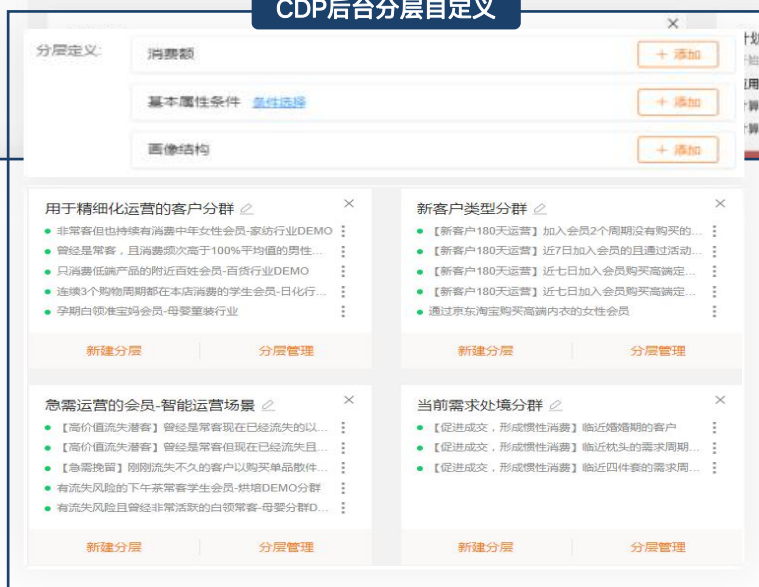 CDP后台分层自定义
分层定义:
消费额
+ 添加
基本属性条件 条件选择
+ 添加
画像结构
+ 添加
用于精细化运营的客户分群
非常客但也持续有消费中年女性会员-家纺行业DEMO
曾经是常客，且消费频次高于100%平均值的男性...
只消费低端产品的附近百姓会员-百货行业DEMO
连续3个购物周期都在本店消费的学生会员-日化行...
孕期白领准宝妈会员-母婴童装行业
新建分层 分层管理
新客户类型分群
【新客户180天运营】加入会员2个周期没有购买的...
【新客户180天运营】近7日加入会员的且通过活动...
【新客户180天运营】近七日加入会员购买高端定...
【新客户180天运营】近七日加入会员购买高端定...
通过京东淘宝购买高端内衣的女性会员
新建分层 分层管理
急需运营的会员-智能运营场景
【高价值流失潜客】曾经是常客现在已经流失的以...
【高价值流失潜客】曾经是常客但现在已经流失且...
【急需挽留】刚刚流失不久的客户以购买单品散件...
有流失风险的下午茶常客学生会员-烘培DEMO分群
有流失风险且曾经非常活跃的白领常客-母婴分群D...
新建分层 分层管理
当前需求处境分群
【促进成交，形成惯性消费】临近婚婚期的客户
【促进成交，形成惯性消费】临近枕头的需求周期...
【促进成交，形成惯性消费】临近四件套的需求周...
新建分层 分层管理